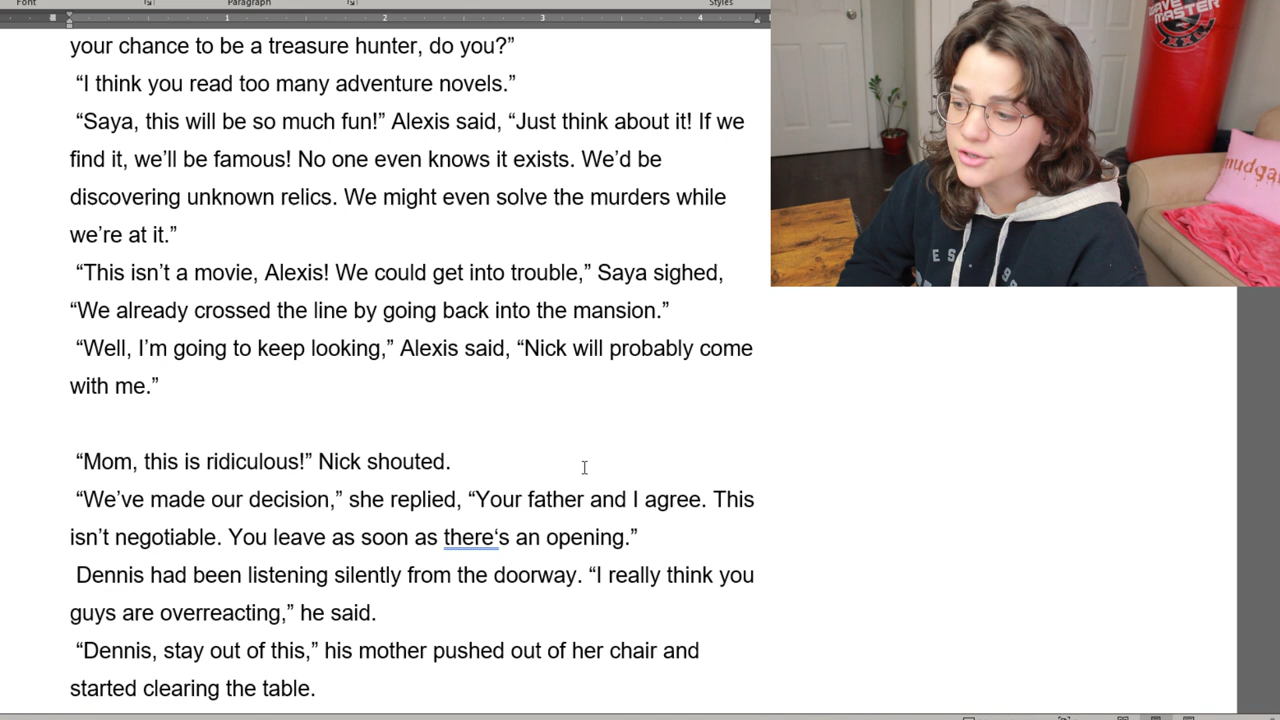 Font
Paragraph
Styles
1
2
3
4
your chance to be a treasure hunter, do you?”
“I think you read too many adventure novels.”
“Saya, this will be so much fun!” Alexis said, “Just think about it! If we
find it, we’ll be famous! No one even knows it exists. We’d be
discovering unknown relics. We might even solve the murders while
we’re at it.”
“This isn’t a movie, Alexis! We could get into trouble,” Saya sighed,
“We already crossed the line by going back into the mansion.”
“Well, I’m going to keep looking,” Alexis said, “Nick will probably come
with me.”
“Mom, this is ridiculous!” Nick shouted.
“We’ve made our decision,” she replied, “Your father and I agree. This
isn’t negotiable. You leave as soon as there‘s an opening.”
Dennis had been listening silently from the doorway. “I really think you
guys are overreacting,” he said.
“Dennis, stay out of this,” his mother pushed out of her chair and
started clearing the table.
WAVE
MASTER